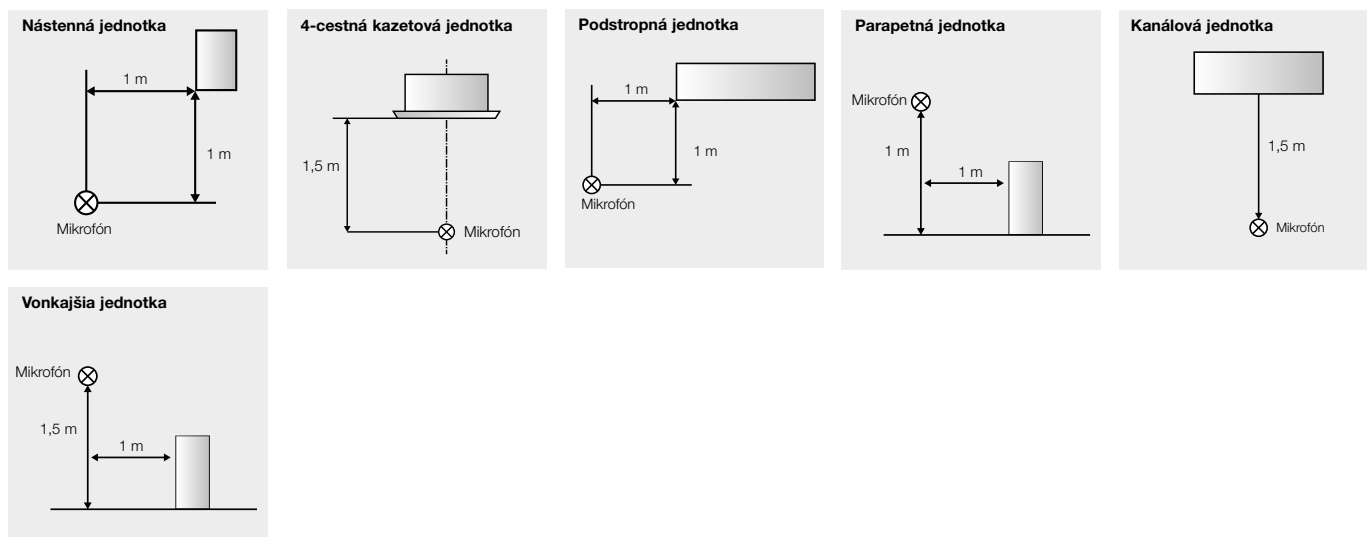 Nástenná jednotka
1 m
1 m
Mikrofón
4-cestná kazetová jednotka
1,5 m
Mikrofón
Podstropná jednotka
1 m
1 m
Mikrofón
Parapetná jednotka
Mikrofón
1 m
1 m
Kanálová jednotka
1,5 m
Mikrofón
Vonkajšia jednotka
Mikrofón
1,5 m
1 m